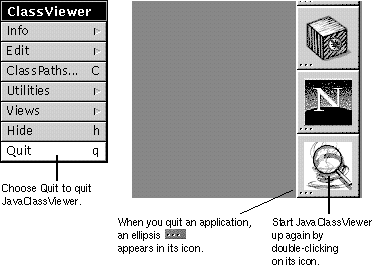 ClassViewer
Info
Edit
ClassPaths... C
Utilities
Views
Hide h
Quit q
Choose Quit to quit
JavaClassViewer.
N
When you quit an application,
an ellipsis ...
appears in its icon.
Start JavaClassViewer
up again by
double-clicking
on its icon.